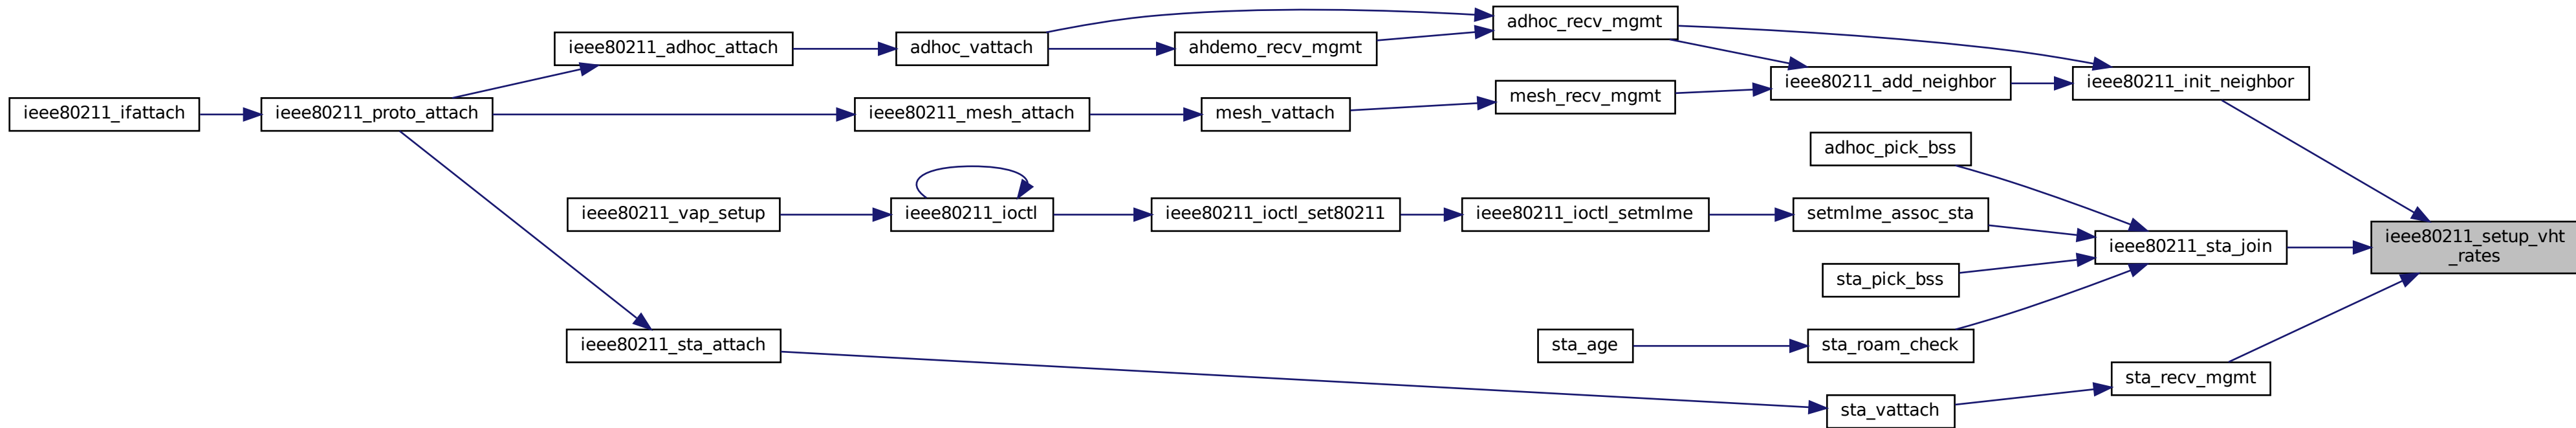 adhoc_recv_mgmt
ieee80211_adhoc_attach
adhoc_vattach
ahdemo_recv_mgmt
ieee80211_add_neighbor
ieee80211_init_neighbor
mesh_recv_mgmt
ieee80211_ifattach
ieee80211_proto_attach
ieee80211_mesh_attach
mesh_vattach
adhoc_pick_bss
ieee80211_vap_setup
ieee80211_ioctl
ieee80211_ioctl_set80211
ieee80211_ioctl_setmlme
setmlme_assoc_sta
ieee80211_sta_join
ieee80211_setup_vht
_rates
sta_pick_bss
ieee80211_sta_attach
sta_age
sta_roam_check
sta_recv_mgmt
sta_vattach